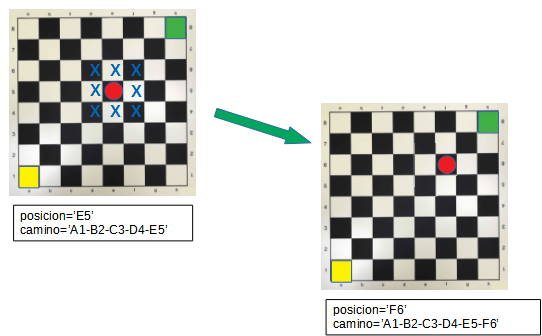 X X X
X X
X X X
posicion='E5'
camino='A1-B2-C3-D4-E5'
posicion='F6'
camino='A1-B2-C3-D4-E5-F6'